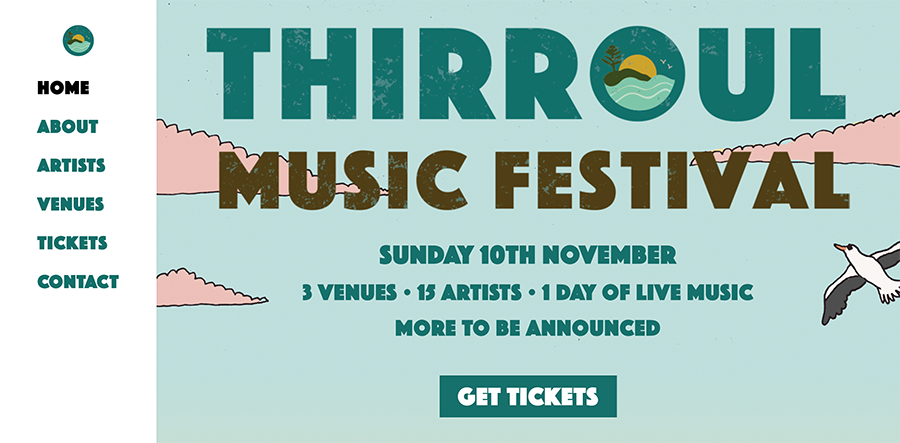 HOME
ABOUT
ARTISTS
VENUES
TICKETS
CONTACT
THIRROUL
MUSIC FESTIVAL
SUNDAY 10TH NOVEMBER
3 VENUES • 15 ARTISTS • 1 DAY OF LIVE MUSIC
MORE TO BE ANNOUNCED
GET TICKETS